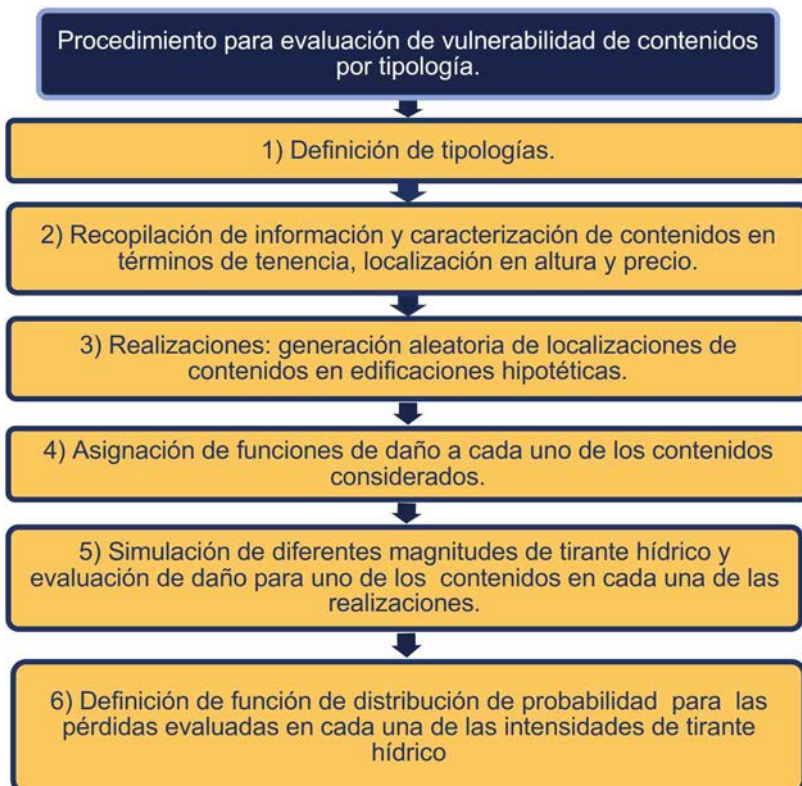 Procedimiento para evaluación de vulnerabilidad de contenidos
por tipología.
1) Definición de tipologías.
2) Recopilación de información y caracterización de contenidos en
términos de tenencia, localización en altura y precio.
3) Realizaciones: generación aleatoria de localizaciones de
contenidos en edificaciones hipotéticas.
4) Asignación de funciones de daño a cada uno de los contenidos
considerados.
5) Simulación de diferentes magnitudes de tirante hídrico y
evaluación de daño para uno de los contenidos en cada una de las
realizaciones.
6) Definición de función de distribución de probabilidad para las
pérdidas evaluadas en cada una de las intensidades de tirante
hídrico